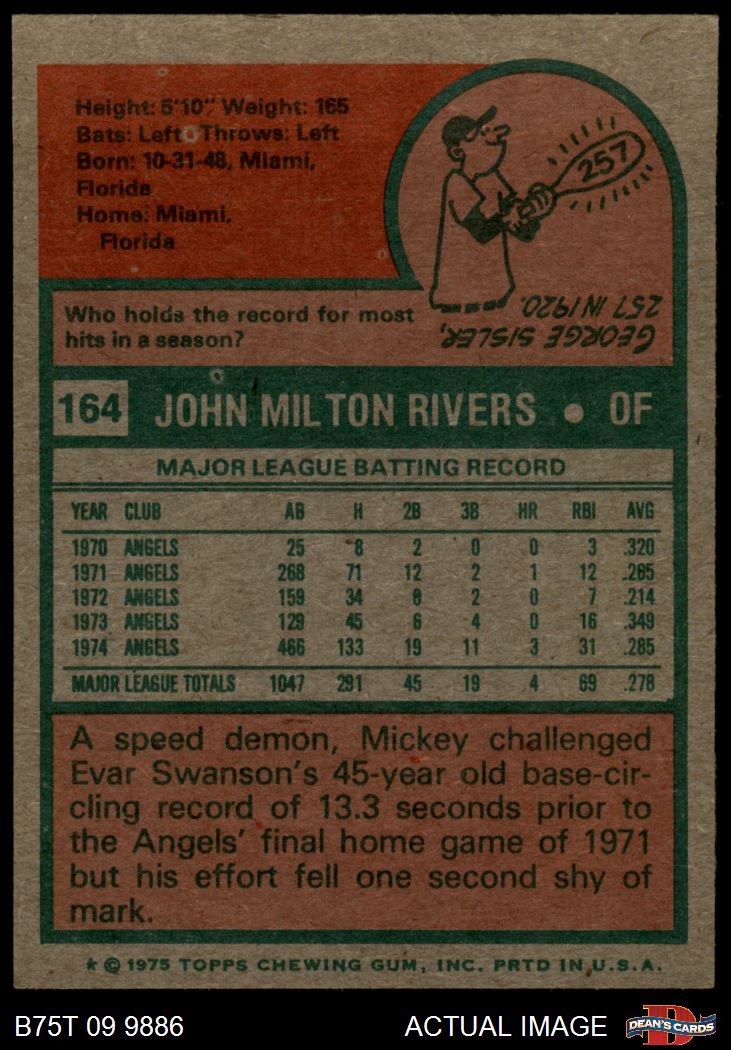 Height: 5'10" Weight: 165
Bats: Left Throws: Left
Born: 10-31-48, Miami,
Florida
Home: Miami,
Florida
257
Who holds the record for most
hits in a season?
GEORGE SISLER,
257 IN 1920.
164 JOHN MILTON RIVERS • OF
MAJOR LEAGUE BATTING RECORD
YEAR CLUB AB H 2B 3B HR RBI AVG
1970 ANGELS 25 8 2 0 0 3 .320
1971 ANGELS 268 71 12 2 1 12 .265
1972 ANGELS 159 34 6 2 0 7 .214
1973 ANGELS 129 45 6 4 0 16 .349
1974 ANGELS 466 133 19 11 3 31 .285
MAJOR LEAGUE TOTALS 1047 291 45 19 4 69 .278
A speed demon, Mickey challenged
Evar Swanson's 45-year old base-cir-
cling record of 13.3 seconds prior to
the Angels' final home game of 1971
but his effort fell one second shy of
mark.
* © 1975 TOPPS CHEWING GUM, INC. PRTD IN U.S.A.
B75T 09 9886 ACTUAL IMAGE DEAN'S CARDS